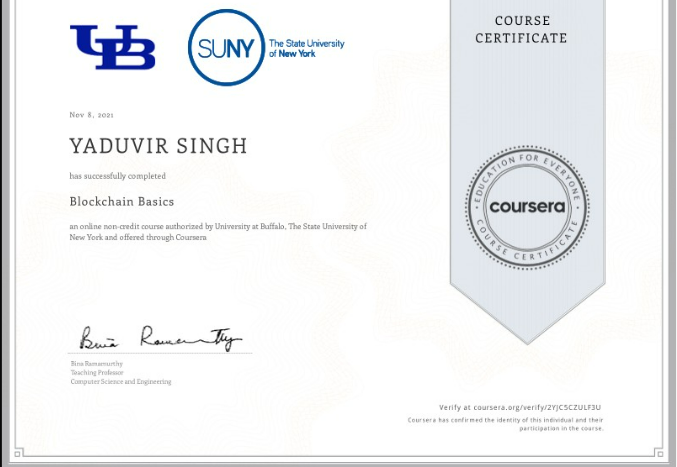 UB
SUNY
The State University
of New York
COURSE
CERTIFICATE
Nov 8, 2021
YADUVIR SINGH
has successfully completed
Blockchain Basics
an online non-credit course authorized by University at Buffalo, The State University of
New York and offered through Coursera
EDUCATION FOR EVERYONE
coursera
COURSE CERTIFICATE
Bina Ramamurthy
Bina Ramamurthy
Teaching Professor
Computer Science and Engineering
Verify at coursera.org/verify/2YJC5CZULF3U
Coursera has confirmed the identity of this individual and their
participation in the course.